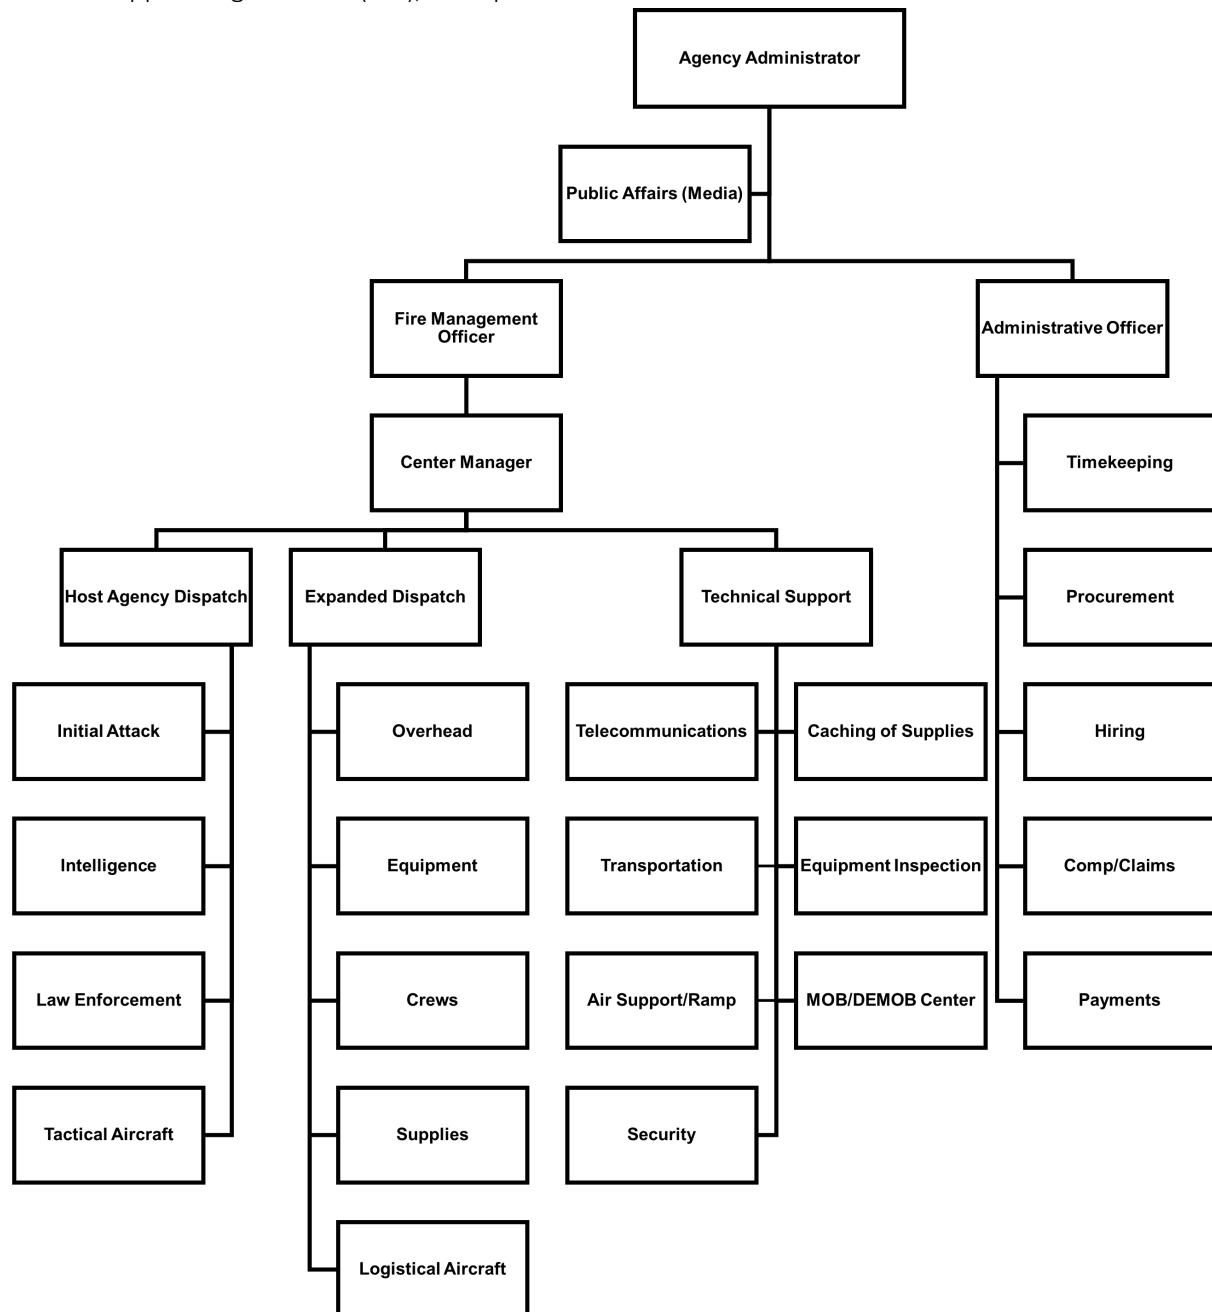 Agency Administrator
Public Affairs (Media)
Fire Management
Officer
Administrative Officer
Center Manager
Timekeeping
Host Agency Dispatch
Expanded Dispatch
Technical Support
Procurement
Initial Attack
Overhead
Telecommunications
Caching of Supplies
Hiring
Intelligence
Equipment
Transportation
Equipment Inspection
Comp/Claims
Law Enforcement
Crews
Air Support/Ramp
MOB/DEMOB Center
Payments
Tactical Aircraft
Supplies
Security
Logistical Aircraft